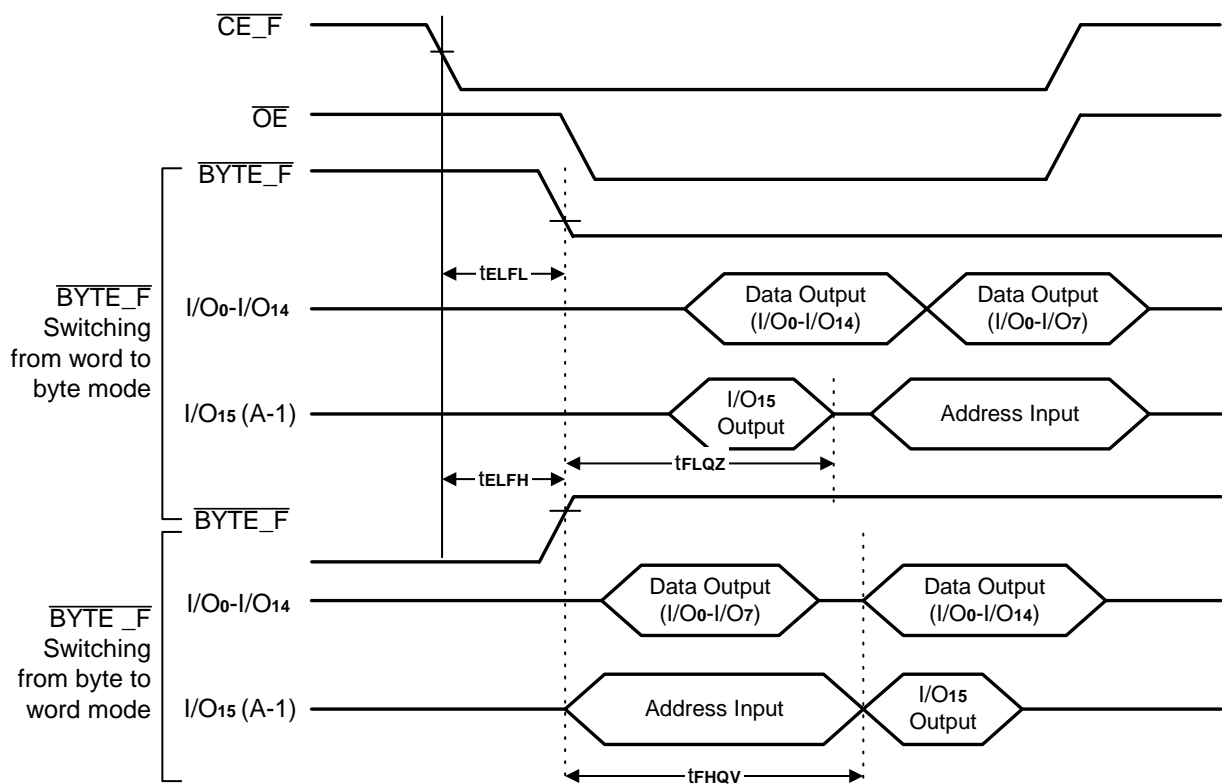 CE_F
OE
BYTE_F
tELFL
BYTE_F
Switching
from word to
byte mode
I/O0-I/O14
Data Output
(I/O0-I/O14)
Data Output
(I/O0-I/O7)
I/O15 (A-1)
I/O15
Output
Address Input
tFLQZ
tELFH
BYTE_F
BYTE _F
Switching
from byte to
word mode
I/O0-I/O14
Data Output
(I/O0-I/O7)
Data Output
(I/O0-I/O14)
I/O15 (A-1)
Address Input
I/O15
Output
tFHQV